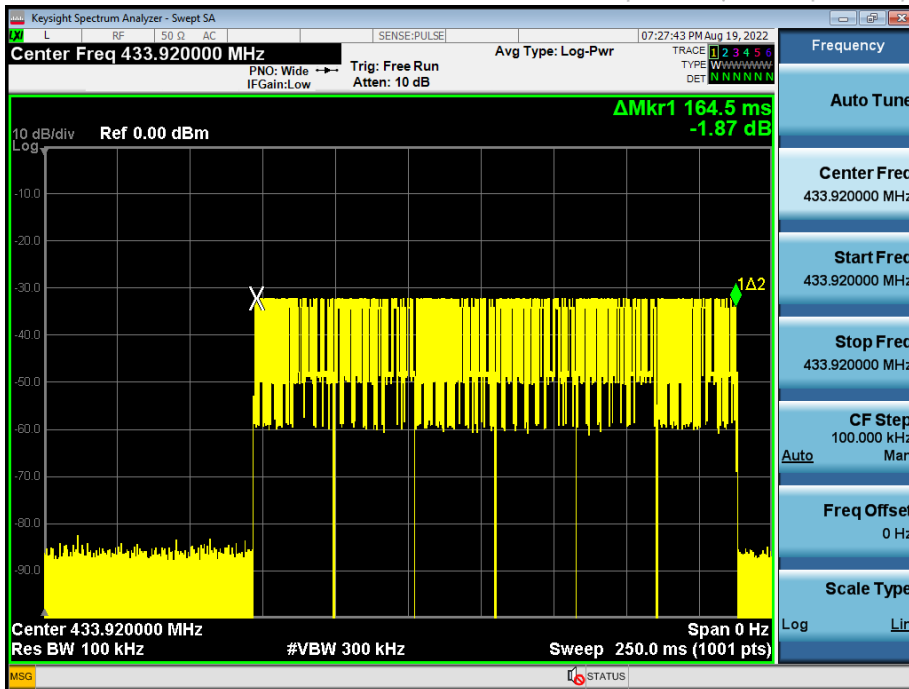 Keysight Spectrum Analyzer - Swept SA
LXI L RF 50 Ω AC SENSE:PULSE 07:27:43 PM Aug 19, 2022
Center Freq 433.920000 MHz
Avg Type: Log-Pwr
TRACE 1 2 3 4 5 6
TYPE WWWWWWW
DET N N N N N N
PNO: Wide
IFGain:Low
Trig: Free Run
Atten: 10 dB
ΔMkr1 164.5 ms
-1.87 dB
10 dB/div Ref 0.00 dBm
Log
-10.0
-20.0
-30.0
-40.0
-50.0
-60.0
-70.0
-80.0
-90.0
X
1Δ2
Center 433.920000 MHz Span 0 Hz
Res BW 100 kHz #VBW 300 kHz Sweep 250.0 ms (1001 pts)
MSG STATUS
Frequency
Auto Tune
Center Freq
433.920000 MHz
Start Freq
433.920000 MHz
Stop Freq
433.920000 MHz
CF Step
100.000 kHz
Auto Man
Freq Offset
0 Hz
Scale Type
Log Lin